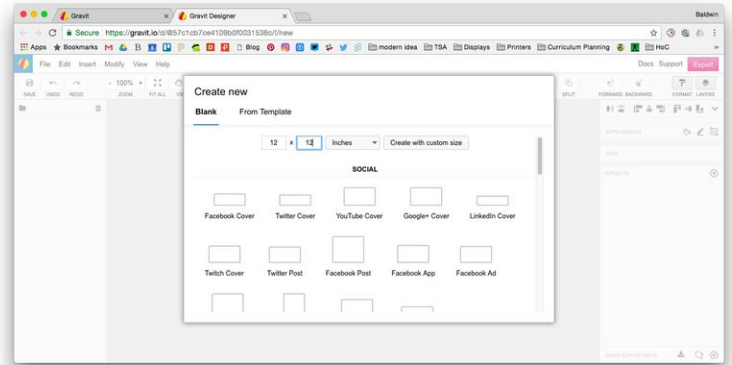 Gravit
Gravit Designer
Baldwin
Secure https://gravit.io/d/@57c1cb7ce4109b0f0031538c/l/new
Apps Bookmarks Blog modern idea TSA Displays Printers Curriculum Planning HoC
File Edit Insert Modify View Help Docs Support Export
100%
SAVE UNDO REDO ZOOM FIT ALL SPLIT FORWARD BACKWARD FORMAT LAYERS
Create new
Blank From Template
12 x 12 Inches Create with custom size
SOCIAL
Facebook Cover Twitter Cover YouTube Cover Google+ Cover LinkedIn Cover
Twitch Cover Twitter Post Facebook Post Facebook App Facebook Ad
APPEARANCE
TEXT
EFFECTS
MAKE EXPORTABLE